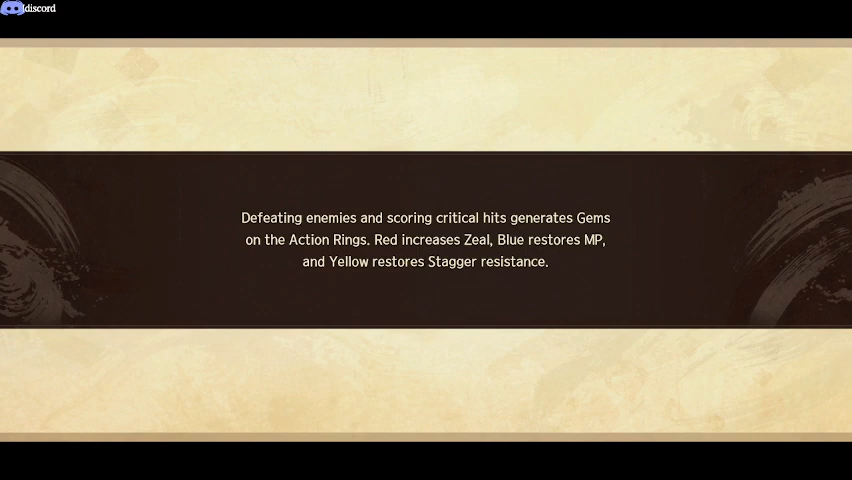 discord
Defeating enemies and scoring critical hits generates Gems
on the Action Rings. Red increases Zeal, Blue restores MP,
and Yellow restores Stagger resistance.